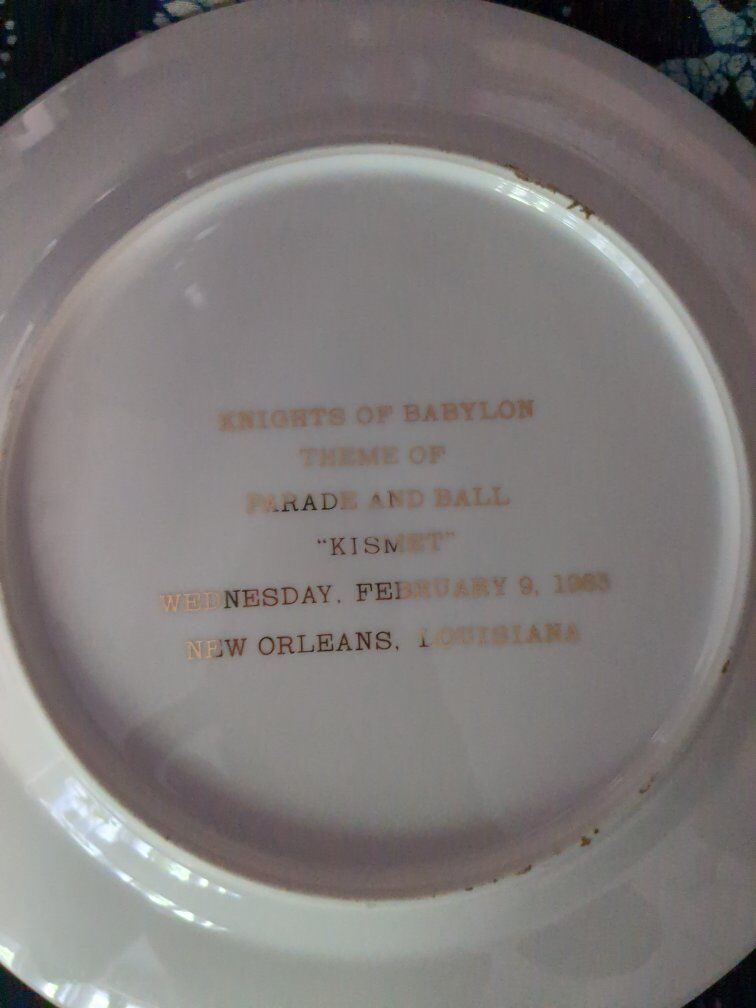 KNIGHTS OF BABYLON
THEME OF
PARADE AND BALL
"KISMET"
WEDNESDAY, FEBRUARY 9, 1983
NEW ORLEANS, LOUISIANA